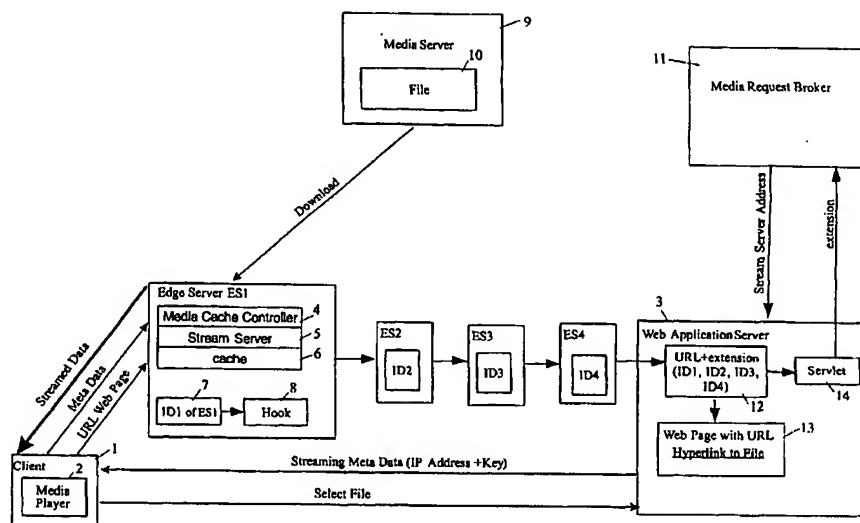 9
Media Server
10
File
11
Media Request Broker
Download
Stream Server Address
extension
Edge Server ES1
Media Cache Controller
4
Stream Server
5
cache
6
7
8
ID1 of ES1
Hook
ES2
ID2
ES3
ID3
ES4
ID4
3
Web Application Server
URL+extension
(ID1, ID2, ID3,
ID4)
12
Servlet
14
13
Web Page with URL
Hyperlink to File
Streamed Data
Meta Data
URL Web Page
1
Client
2
Media
Player
Streaming Meta Data (IP Address +Key)
Select File